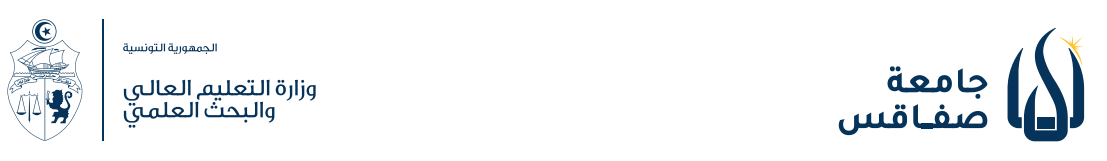 الجمهورية التونسية
وزارة التعليم العالي
والبحث العلمي
جامعة
صفاقس